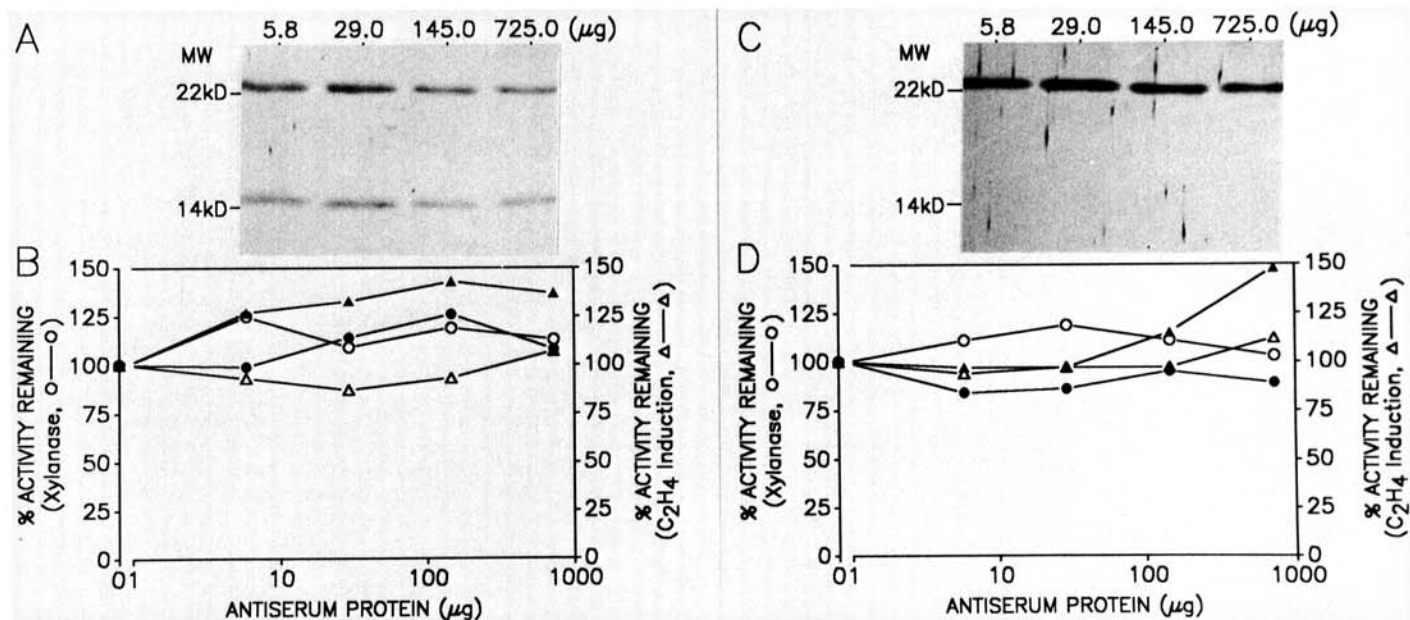 A
5.8 29.0 145.0 725.0 (μg)
MW
22kD
14kD
B
% ACTIVITY REMAINING
(Xylanase, O—O)
150
125
100
75
50
25
0
150
125
100
75
50
25
0
% ACTIVITY REMAINING
(C2H4 Induction, Δ—Δ)
01 10 100 1000
ANTISERUM PROTEIN (μg)
C
5.8 29.0 145.0 725.0 (μg)
MW
22kD
14kD
D
% ACTIVITY REMAINING
(Xylanase, O—O)
150
125
100
75
50
25
0
150
125
100
75
50
25
0
% ACTIVITY REMAINING
(C2H4 Induction, Δ—Δ)
01 10 100 1000
ANTISERUM PROTEIN (μg)